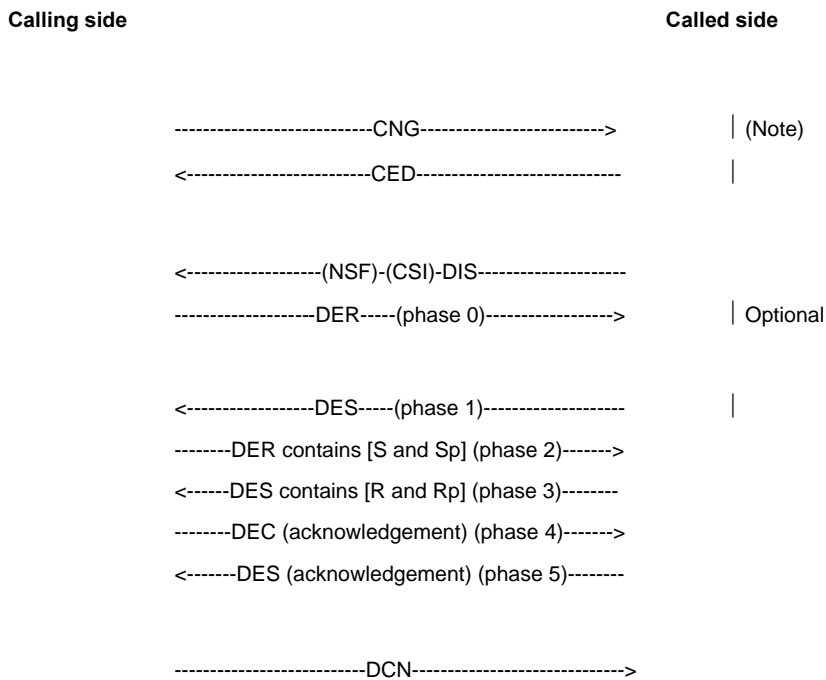 Calling side Called side
----------------------------CNG--------------------------> | (Note)
<--------------------------CED----------------------------- |
<-------------------(NSF)-(CSI)-DIS---------------------
--------------------DER-----(phase 0)------------------> | Optional
<------------------DES-----(phase 1)-------------------- |
--------DER contains [S and Sp] (phase 2)------->
<------DES contains [R and Rp] (phase 3)--------
--------DEC (acknowledgement) (phase 4)------->
<-------DES (acknowledgement) (phase 5)--------
---------------------------DCN------------------------------>